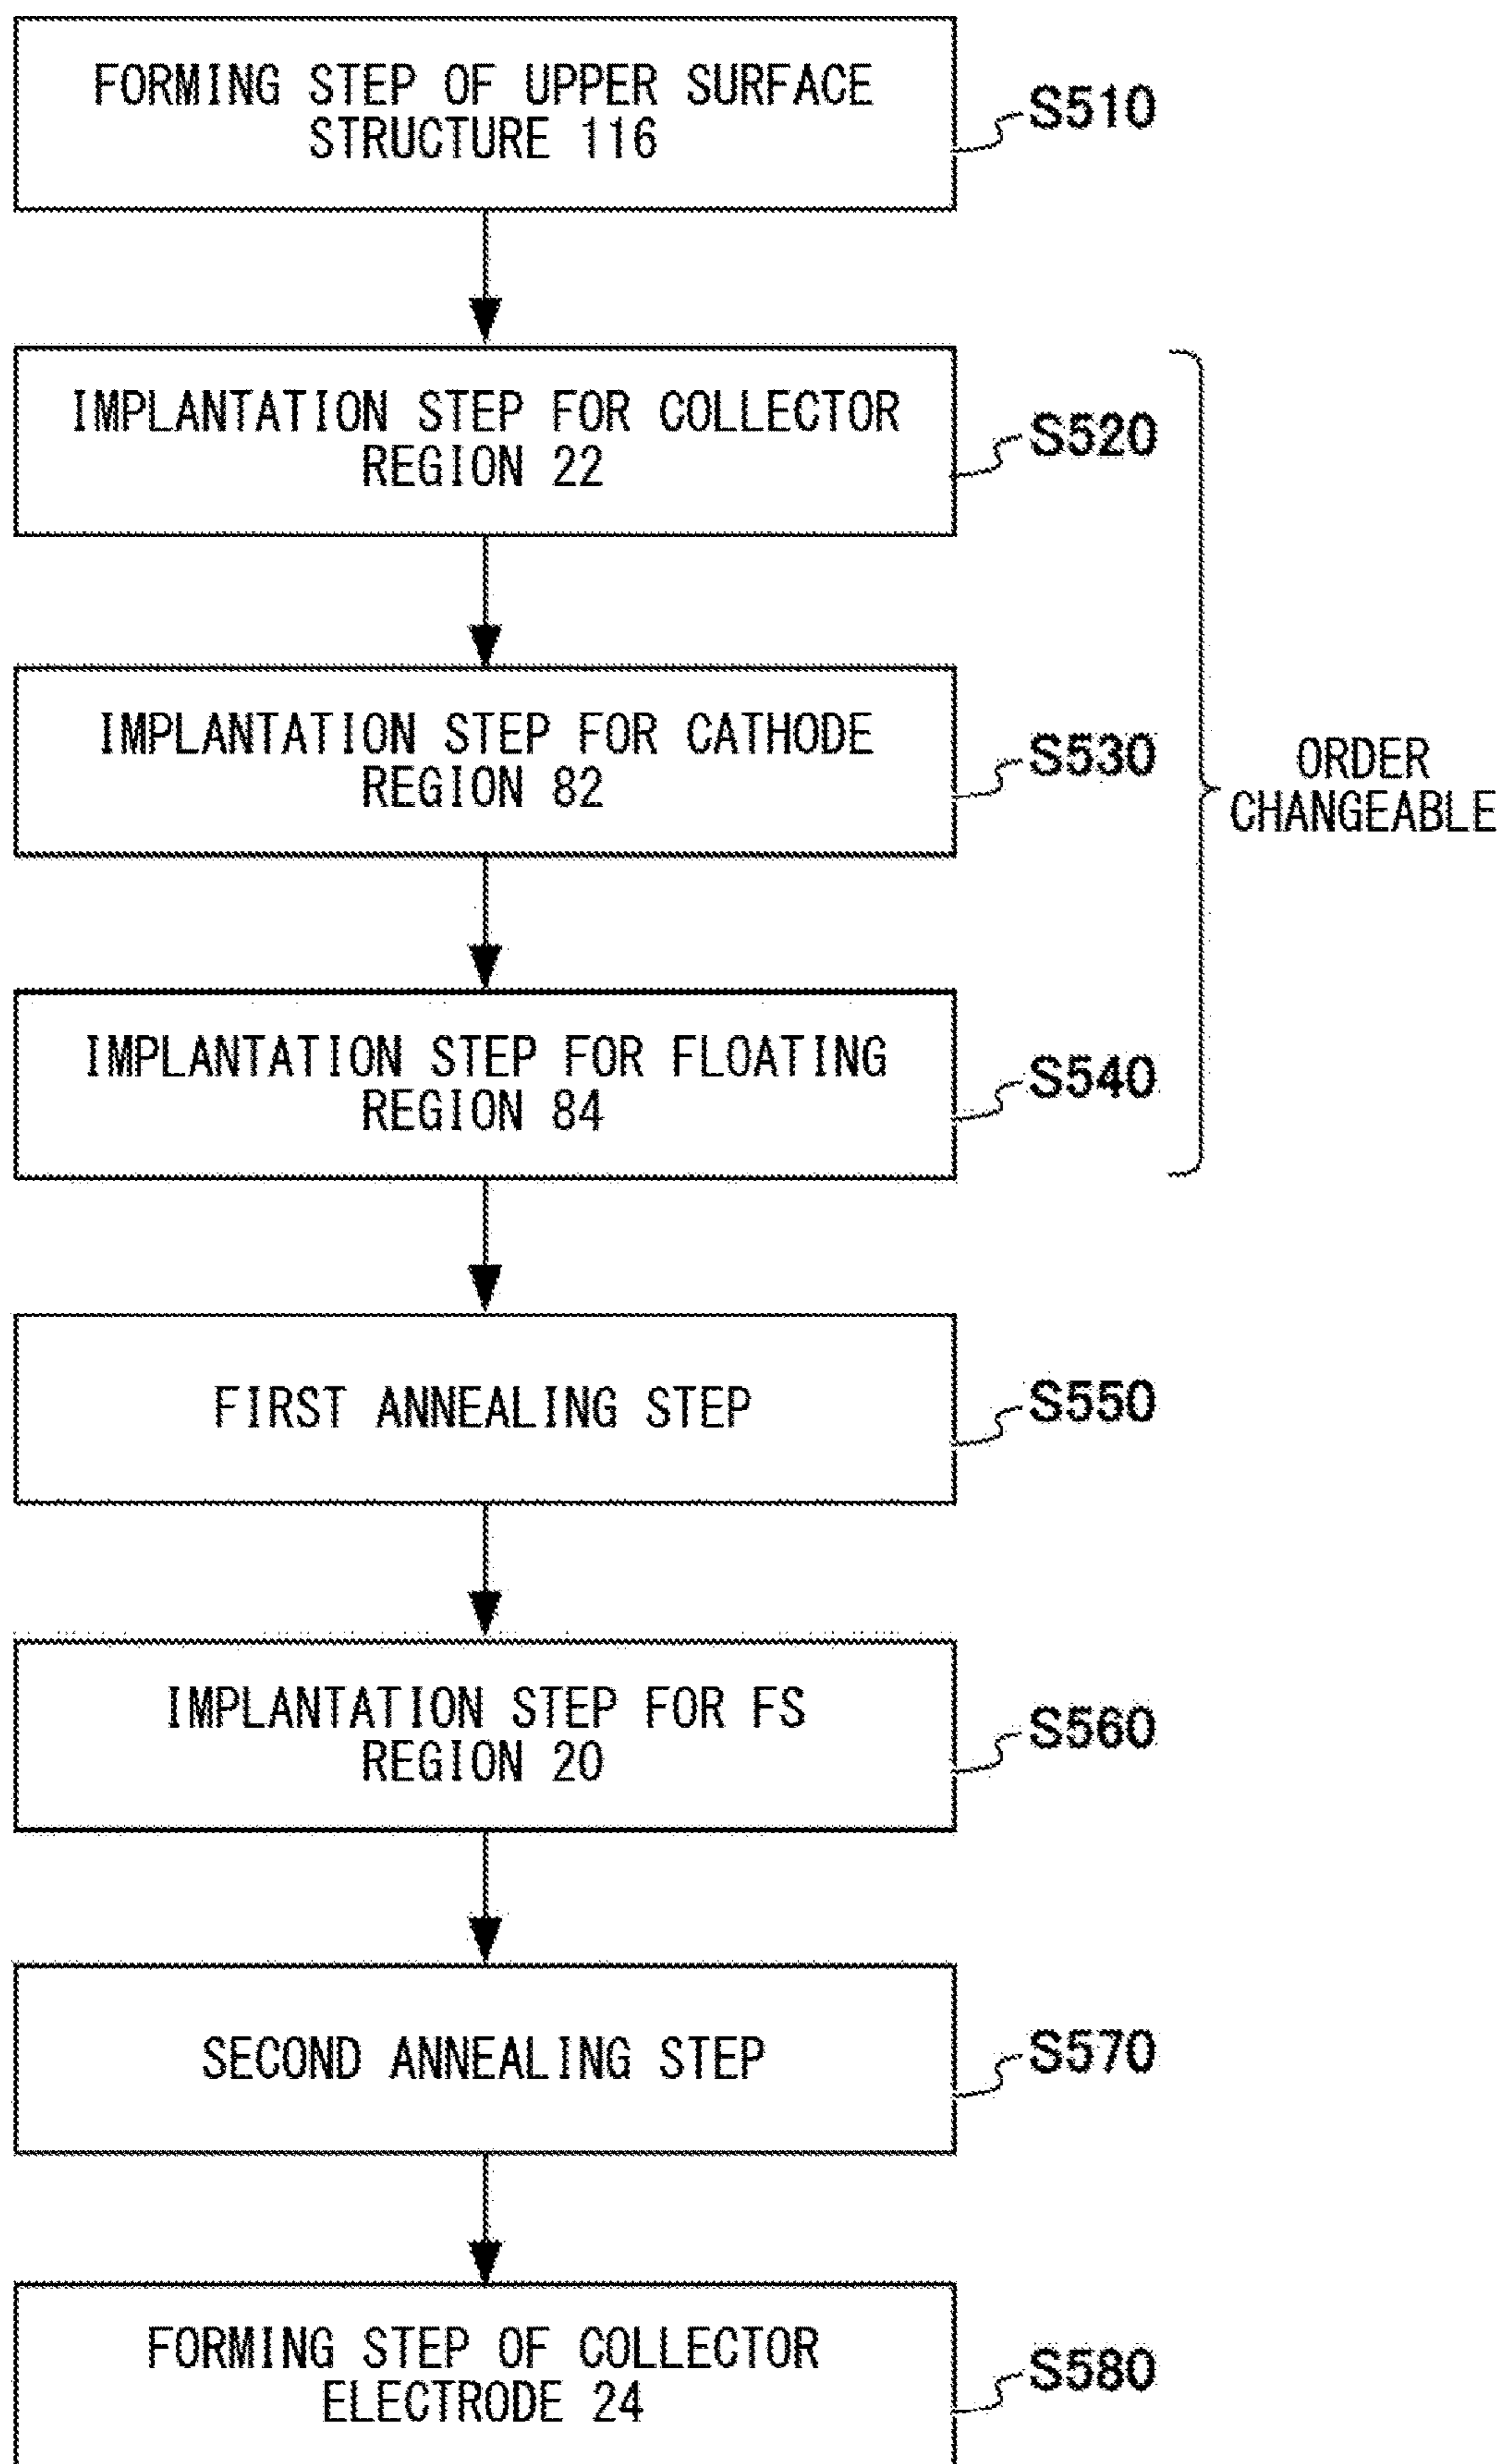 FORMING STEP OF UPPER SURFACE
STRUCTURE 116
S510
IMPLANTATION STEP FOR COLLECTOR
REGION 22
S520
IMPLANTATION STEP FOR CATHODE
REGION 82
S530
ORDER
CHANGEABLE
IMPLANTATION STEP FOR FLOATING
REGION 84
S540
FIRST ANNEALING STEP
S550
IMPLANTATION STEP FOR FS
REGION 20
S560
SECOND ANNEALING STEP
S570
FORMING STEP OF COLLECTOR
ELECTRODE 24
S580